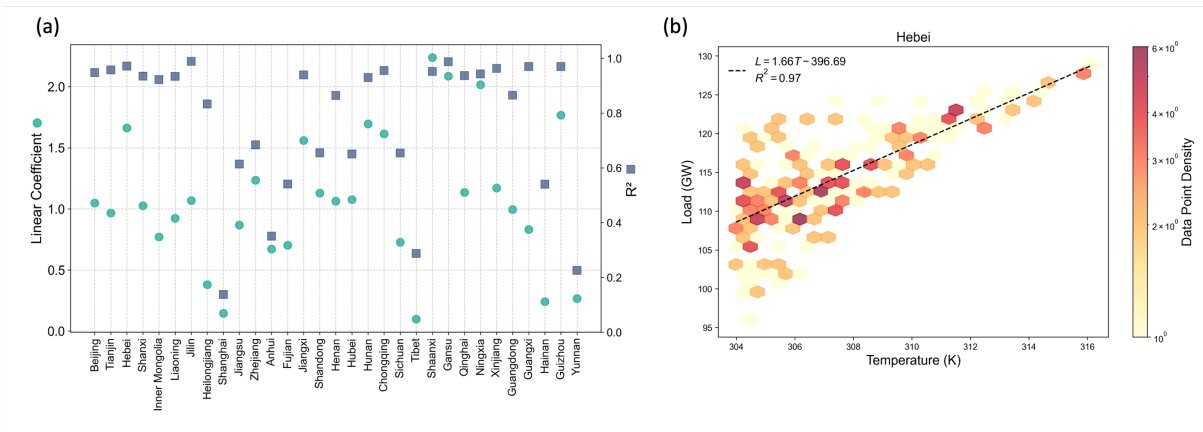 (a)
Linear Coefficient
2.0
1.5
1.0
0.5
0.0
1.0
0.8
0.6
0.4
0.2
0.0
R²
Beijing
Tianjin
Hebei
Shanxi
Inner Mongolia
Liaoning
Jilin
Heilongjiang
Shanghai
Jiangsu
Zhejiang
Anhui
Fujian
Jiangxi
Shandong
Henan
Hubei
Hunan
Chongqing
Sichuan
Tibet
Shaanxi
Gansu
Qinghai
Ningxia
Xinjiang
Guangdong
Guangxi
Hainan
Guizhou
Yunnan
(b)
Hebei
L = 1.66T − 396.69
R² = 0.97
Load (GW)
130
125
120
115
110
105
100
95
304
306
308
310
312
314
316
Temperature (K)
6 × 10⁰
4 × 10⁰
3 × 10⁰
2 × 10⁰
10⁰
Data Point Density